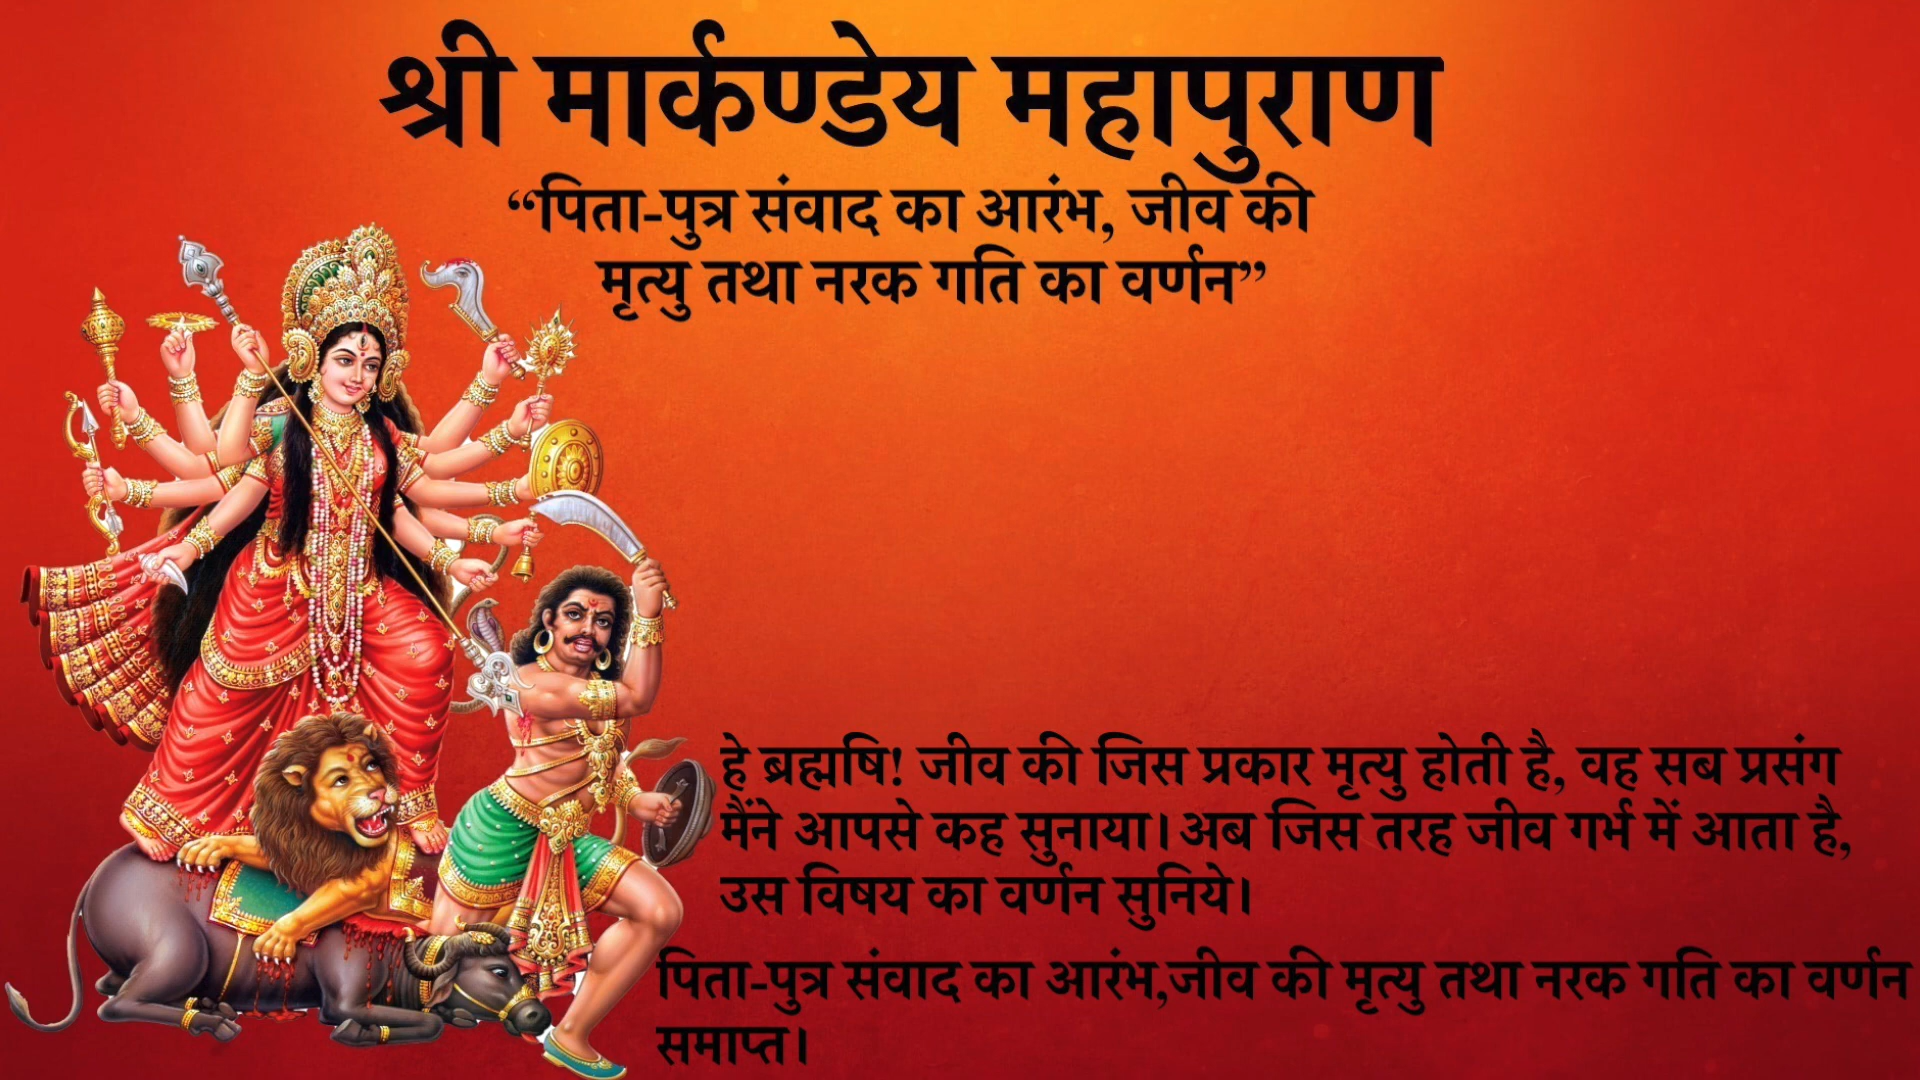 श्री मार्कण्डेय महापुराण
“पिता-पुत्र संवाद का आरंभ, जीव की
मृत्यु तथा नरक गति का वर्णन”
हे ब्रह्मषि! जीव की जिस प्रकार मृत्यु होती है, वह सब प्रसंग
मैंने आपसे कह सुनाया। अब जिस तरह जीव गर्भ में आता है,
उस विषय का वर्णन सुनिये।
पिता-पुत्र संवाद का आरंभ,जीव की मृत्यु तथा नरक गति का वर्णन
समाप्त।